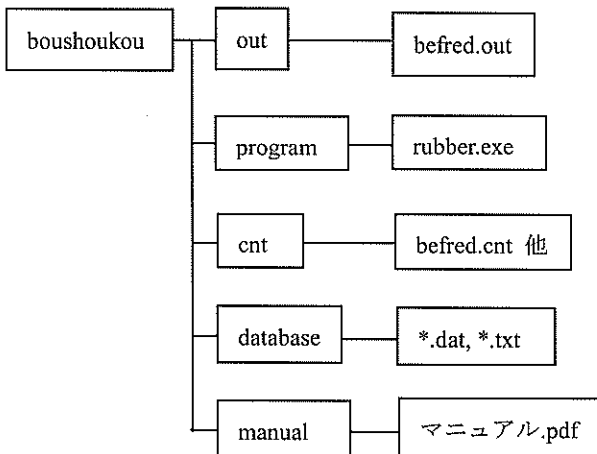 boushoukou
out
befred.out
program
rubber.exe
cnt
befred.cnt 他
database
*.dat, *.txt
manual
マニュアル.pdf